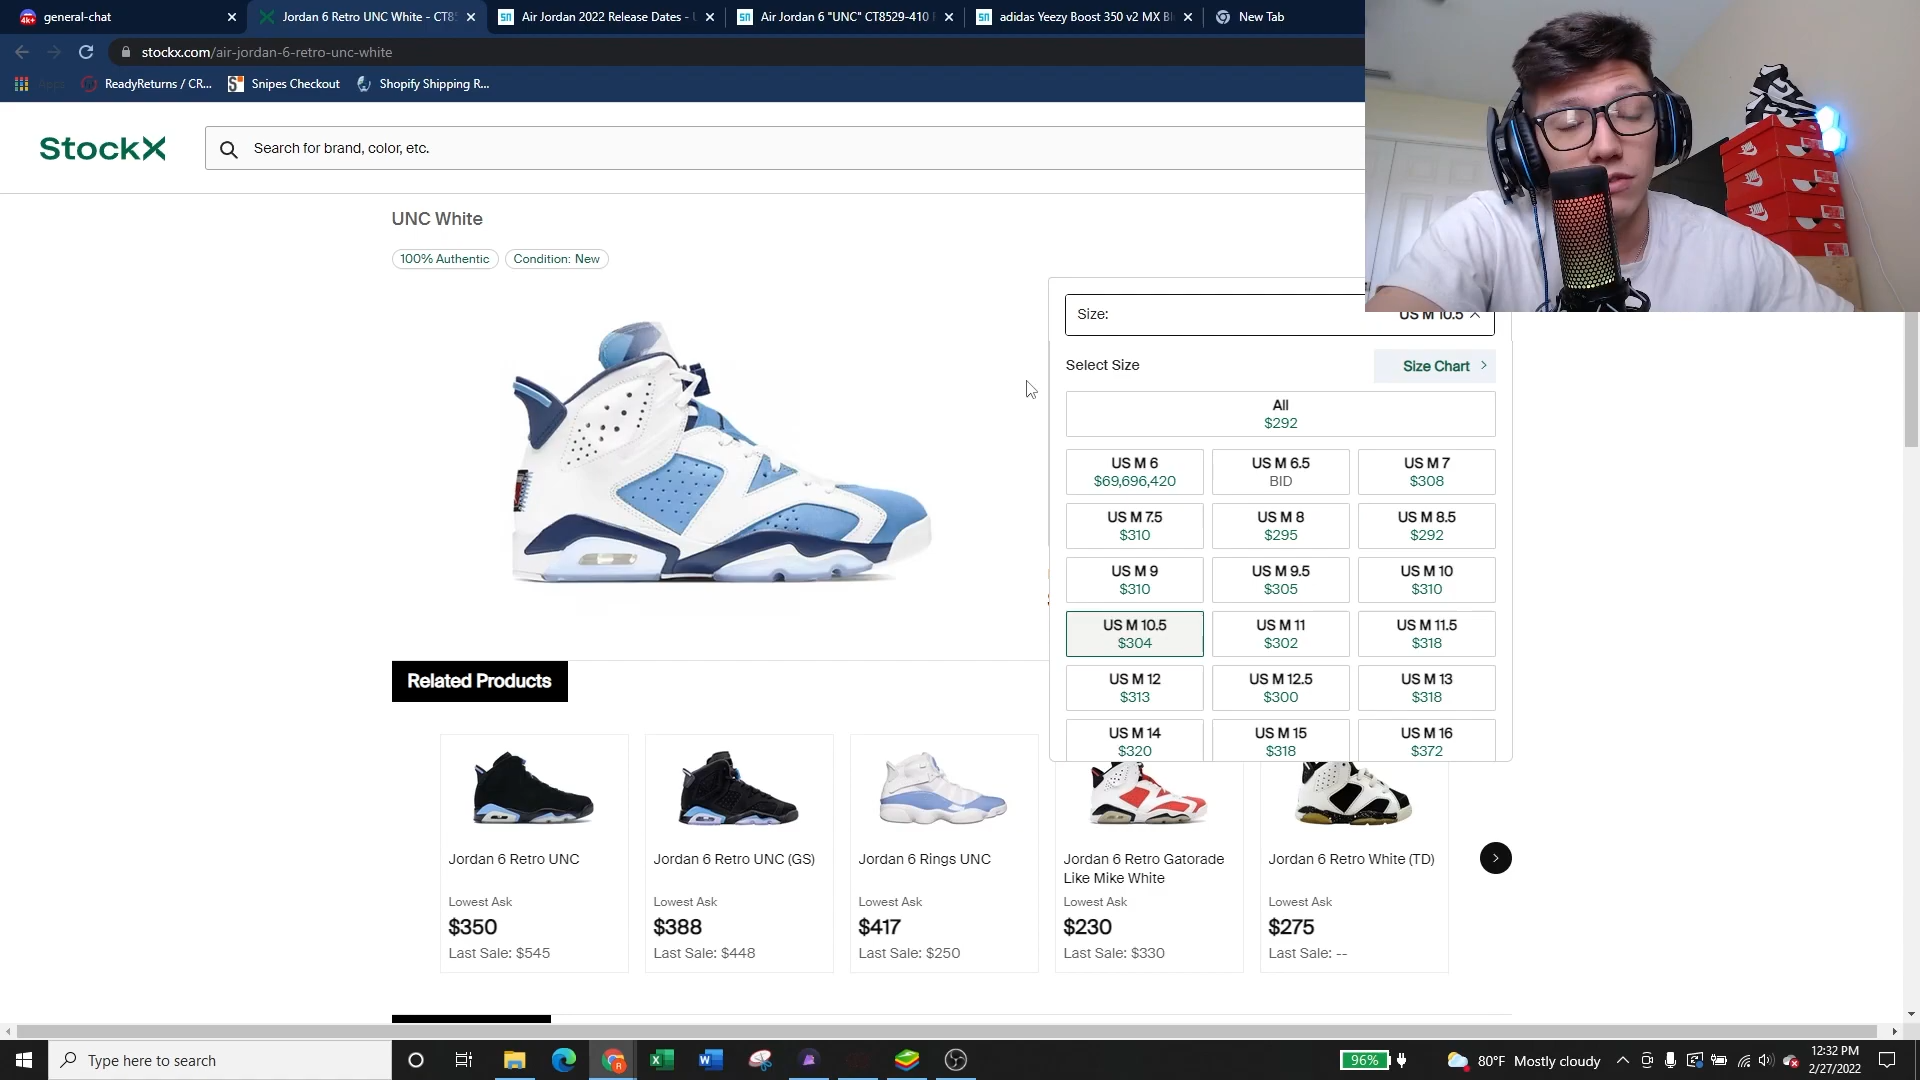 general-chat
Jordan 6 Retro UNC White - CT85
Air Jordan 2022 Release Dates -
Air Jordan 6 "UNC" CT8529-410
adidas Yeezy Boost 350 v2 MX Bl
New Tab
stockx.com/air-jordan-6-retro-unc-white
Apps
ReadyReturns / CR...
Snipes Checkout
Shopify Shipping R...
StockX
Search for brand, color, etc.
UNC White
100% Authentic
Condition: New
Size:
US M 10.5
Select Size
Size Chart
All
$292
US M 6
$69,696,420
US M 6.5
BID
US M 7
$308
US M 7.5
$310
US M 8
$295
US M 8.5
$292
US M 9
$310
US M 9.5
$305
US M 10
$310
US M 10.5
$304
US M 11
$302
US M 11.5
$318
US M 12
$313
US M 12.5
$300
US M 13
$318
US M 14
$320
US M 15
$318
US M 16
$372
Related Products
Jordan 6 Retro UNC
Lowest Ask
$350
Last Sale: $545
Jordan 6 Retro UNC (GS)
Lowest Ask
$388
Last Sale: $448
Jordan 6 Rings UNC
Lowest Ask
$417
Last Sale: $250
Jordan 6 Retro Gatorade
Like Mike White
Lowest Ask
$230
Last Sale: $330
Jordan 6 Retro White (TD)
Lowest Ask
$275
Last Sale: --
Type here to search
96%
80°F Mostly cloudy
12:32 PM
2/27/2022